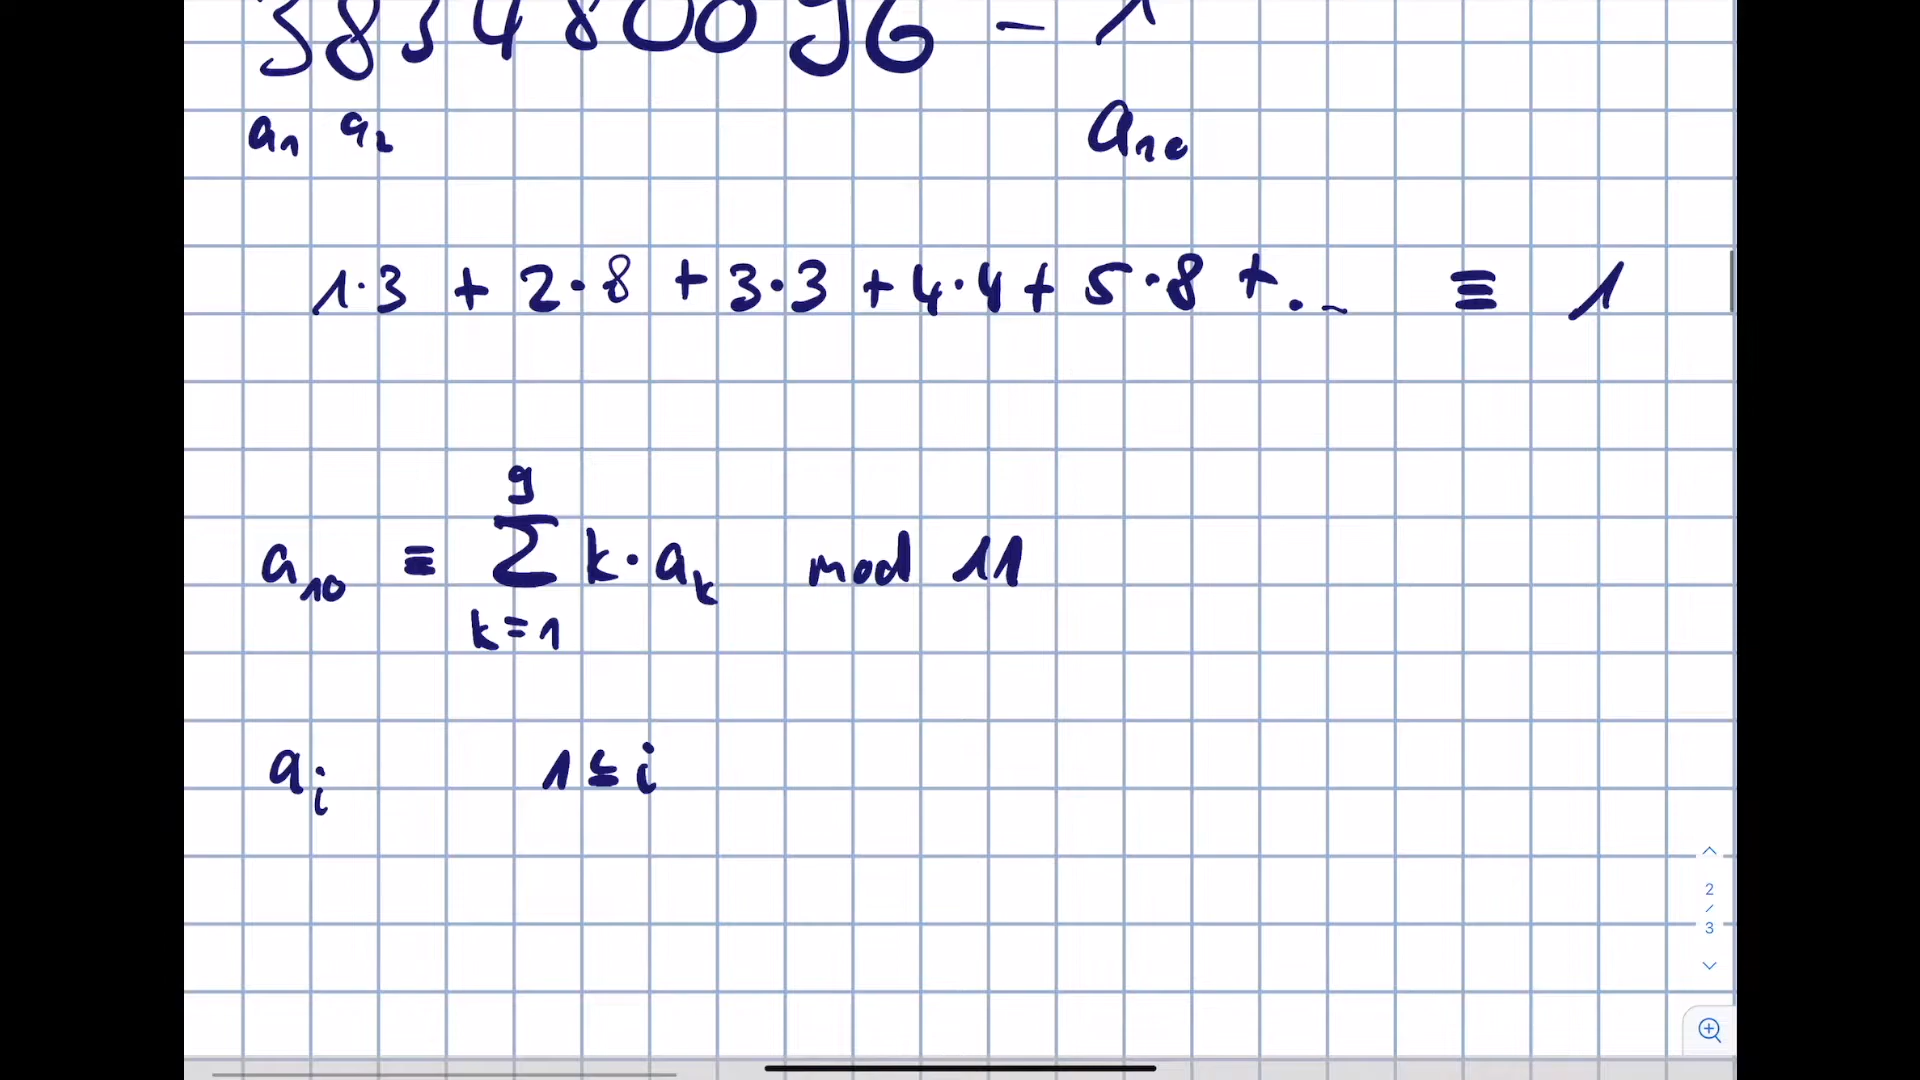 383480096 - 1
a₁ a₂ a₁₀
1·3 + 2·8 + 3·3 + 4·4 + 5·8 + ... ≡ 1
9
a₁₀ ≡ Σ k·aₖ mod 11
k=1
aᵢ 1 ≤ i
2
/
3